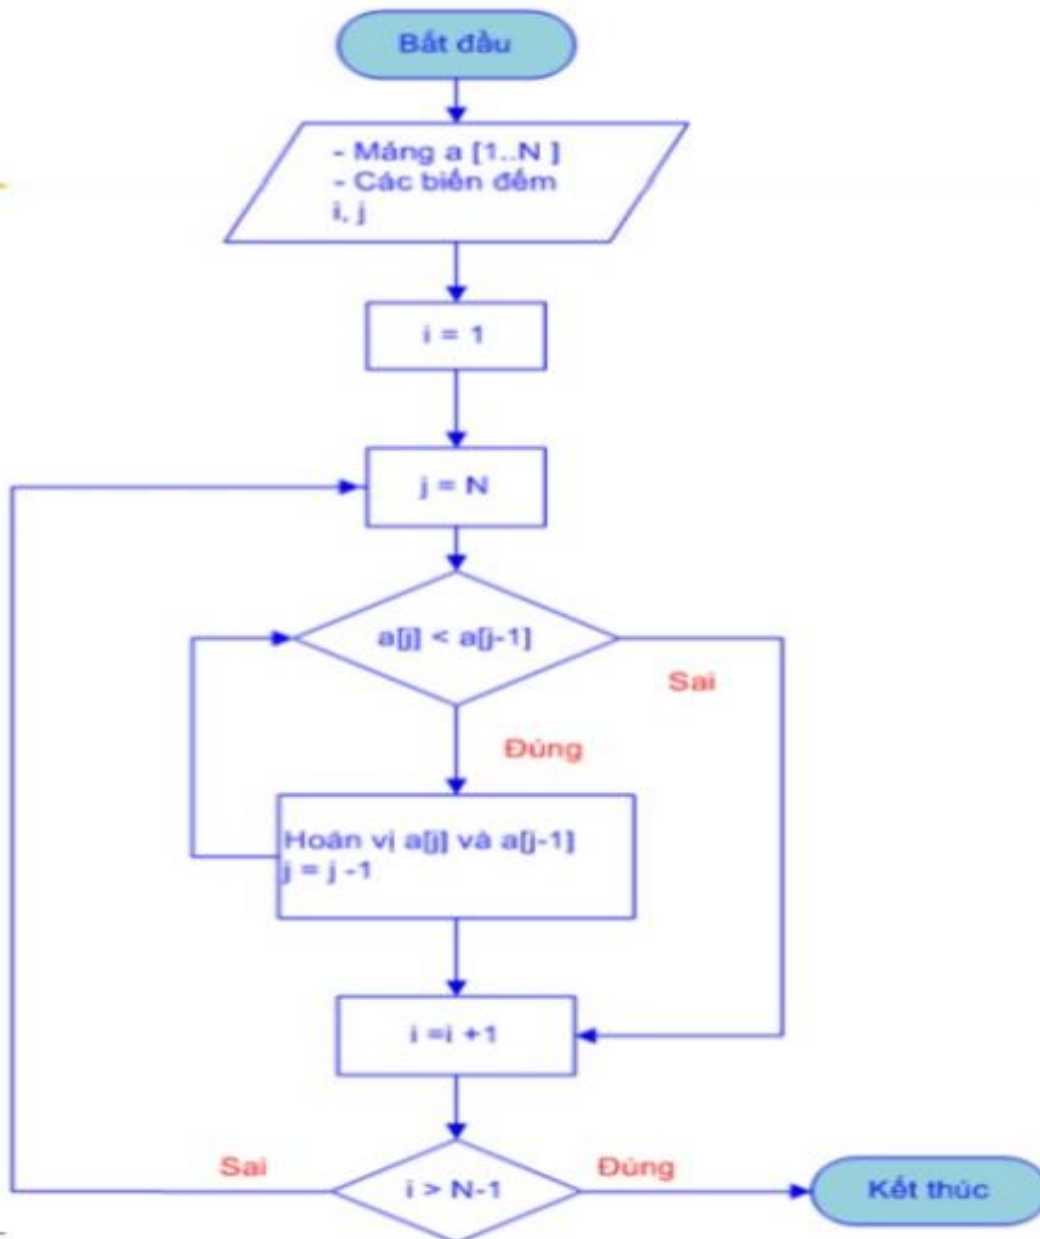 Bắt đầu
- Mảng a [1..N ]
- Các biến đếm
i, j
i = 1
j = N
a[j] < a[j-1]
Sai
Đúng
Hoán vị a[j] và a[j-1]
j = j -1
i =i +1
Sai
i > N-1
Đúng
Kết thúc